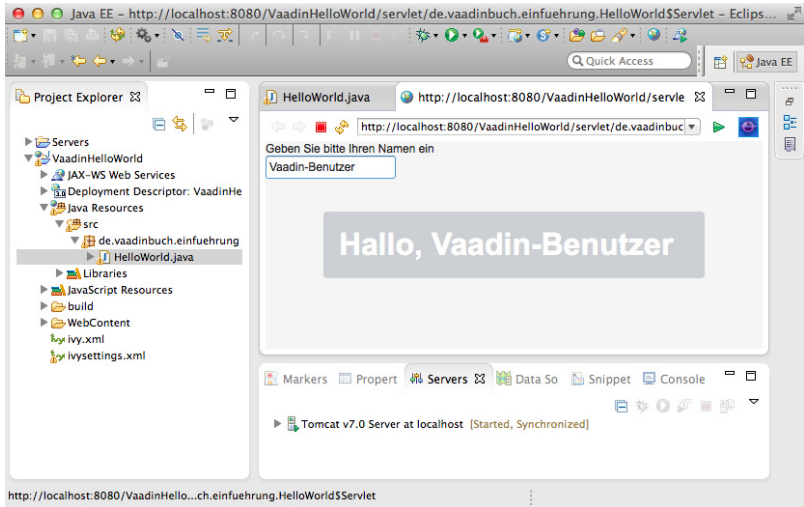 Java EE – http://localhost:8080/VaadinHelloWorld/servlet/de.vaadinbuch.einfuehrung.HelloWorld$Servlet – Eclips...
Quick Access
Java EE
Project Explorer
Servers
VaadinHelloWorld
JAX-WS Web Services
Deployment Descriptor: VaadinHe
Java Resources
src
de.vaadinbuch.einfuehrung
HelloWorld.java
Libraries
JavaScript Resources
build
WebContent
ivy.xml
ivysettings.xml
HelloWorld.java
http://localhost:8080/VaadinHelloWorld/servle
http://localhost:8080/VaadinHelloWorld/servlet/de.vaadinbuc
Geben Sie bitte Ihren Namen ein
Vaadin-Benutzer
Hallo, Vaadin-Benutzer
Markers Propert Servers Data So Snippet Console
Tomcat v7.0 Server at localhost [Started, Synchronized]
http://localhost:8080/VaadinHello...ch.einfuehrung.HelloWorld$Servlet